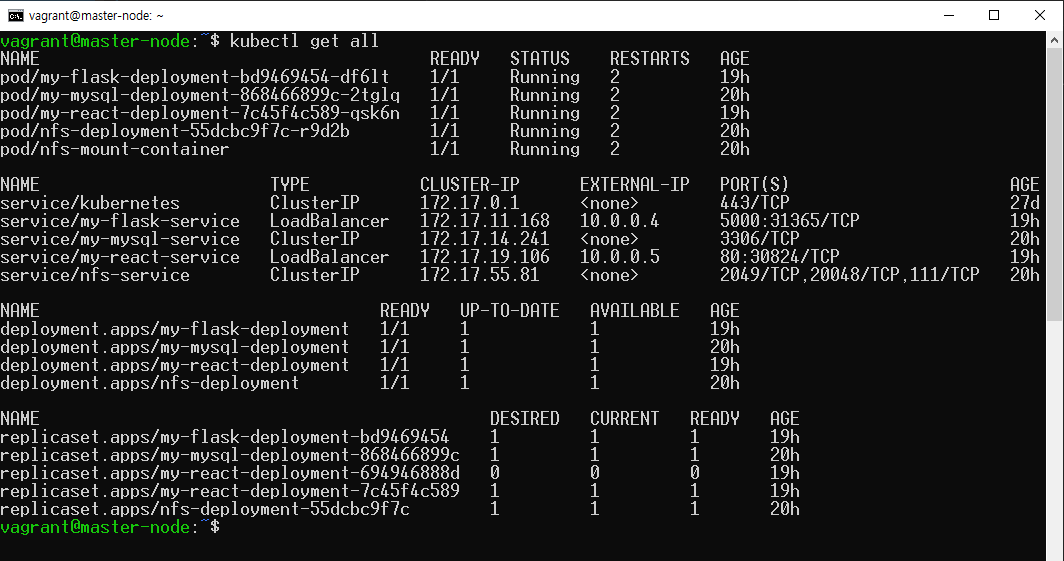 vagrant@master-node: ~
vagrant@master-node:~$ kubectl get all
NAME READY STATUS RESTARTS AGE
pod/my-flask-deployment-bd9469454-df6lt 1/1 Running 2 19h
pod/my-mysql-deployment-868466899c-2tglq 1/1 Running 2 20h
pod/my-react-deployment-7c45f4c589-qsk6n 1/1 Running 2 19h
pod/nfs-deployment-55dcbc9f7c-r9d2b 1/1 Running 2 20h
pod/nfs-mount-container 1/1 Running 2 20h
NAME TYPE CLUSTER-IP EXTERNAL-IP PORT(S) AGE
service/kubernetes ClusterIP 172.17.0.1 <none> 443/TCP 27d
service/my-flask-service LoadBalancer 172.17.11.168 10.0.0.4 5000:31365/TCP 19h
service/my-mysql-service ClusterIP 172.17.14.241 <none> 3306/TCP 20h
service/my-react-service LoadBalancer 172.17.19.106 10.0.0.5 80:30824/TCP 19h
service/nfs-service ClusterIP 172.17.55.81 <none> 2049/TCP,20048/TCP,111/TCP 20h
NAME READY UP-TO-DATE AVAILABLE AGE
deployment.apps/my-flask-deployment 1/1 1 1 19h
deployment.apps/my-mysql-deployment 1/1 1 1 20h
deployment.apps/my-react-deployment 1/1 1 1 19h
deployment.apps/nfs-deployment 1/1 1 1 20h
NAME DESIRED CURRENT READY AGE
replicaset.apps/my-flask-deployment-bd9469454 1 1 1 19h
replicaset.apps/my-mysql-deployment-868466899c 1 1 1 20h
replicaset.apps/my-react-deployment-694946888d 0 0 0 19h
replicaset.apps/my-react-deployment-7c45f4c589 1 1 1 19h
replicaset.apps/nfs-deployment-55dcbc9f7c 1 1 1 20h
vagrant@master-node:~$